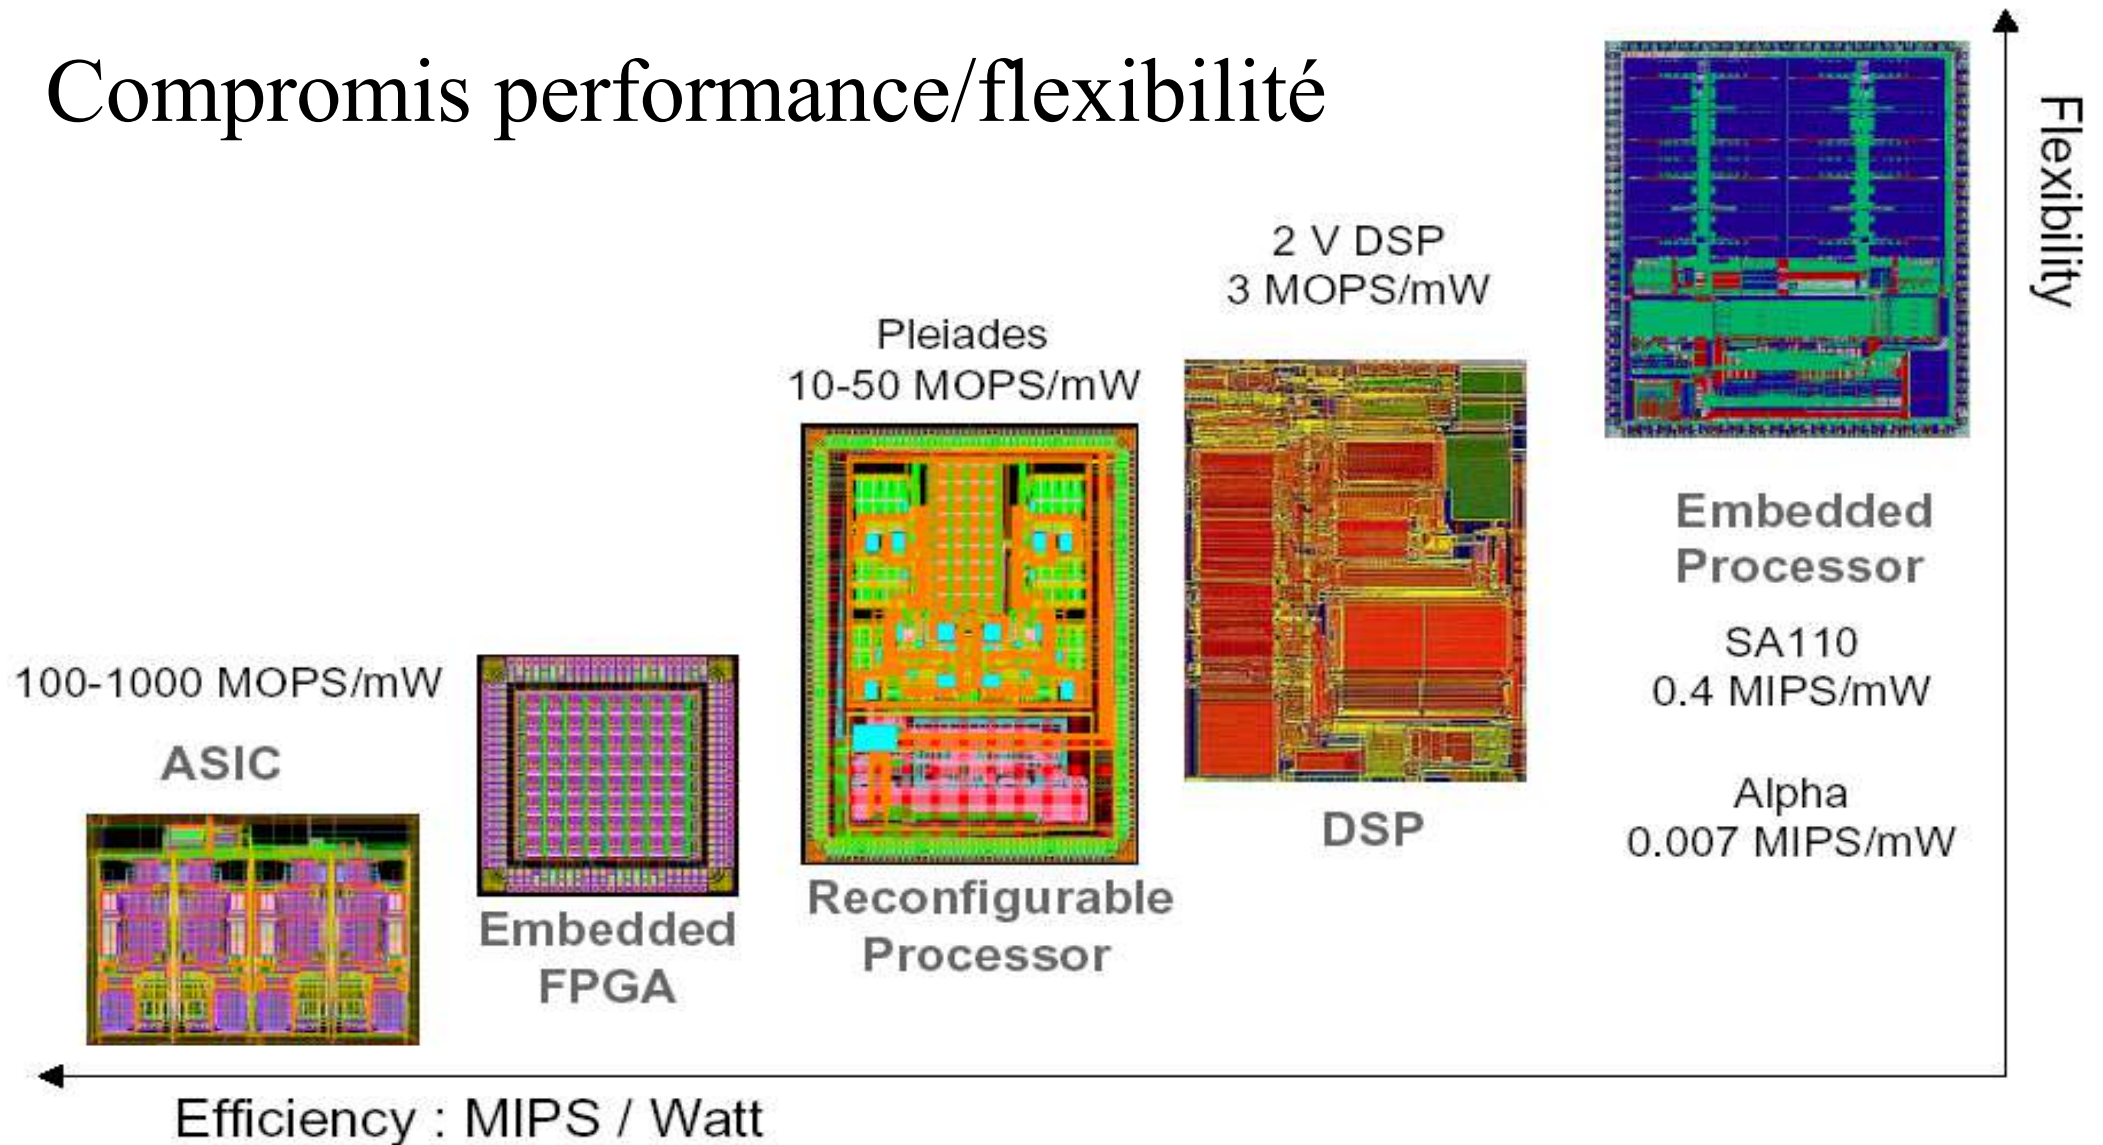 Compromis performance/flexibilité
Flexibility
2 V DSP
3 MOPS/mW
Pleiades
10-50 MOPS/mW
Embedded
Processor
SA110
0.4 MIPS/mW
Alpha
0.007 MIPS/mW
100-1000 MOPS/mW
ASIC
Embedded
FPGA
Reconfigurable
Processor
DSP
Efficiency : MIPS / Watt